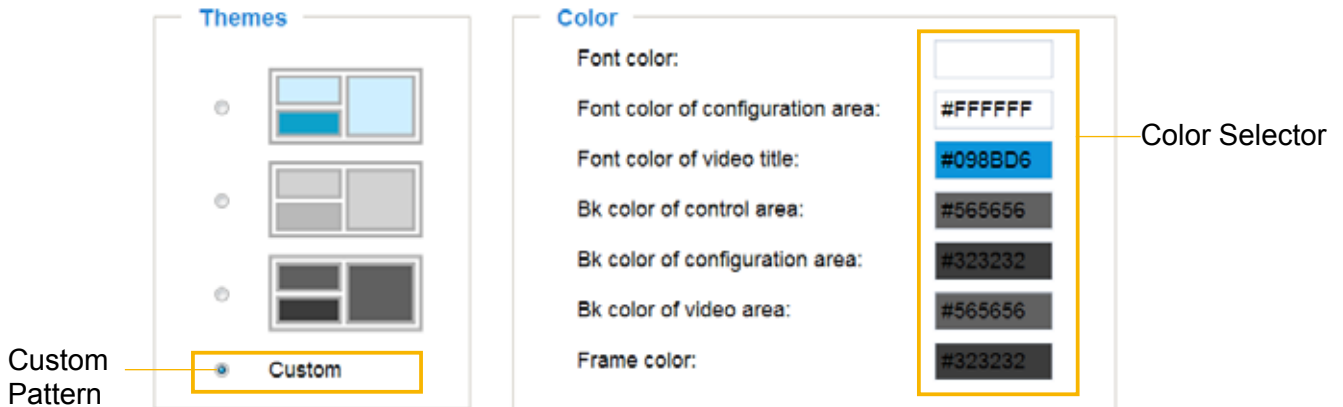 Themes
Custom
Custom
Pattern
Color
Font color:
Font color of configuration area: #FFFFFF
Font color of video title: #098BD6
Bk color of control area: #565656
Bk color of configuration area: #323232
Bk color of video area: #565656
Frame color: #323232
Color Selector